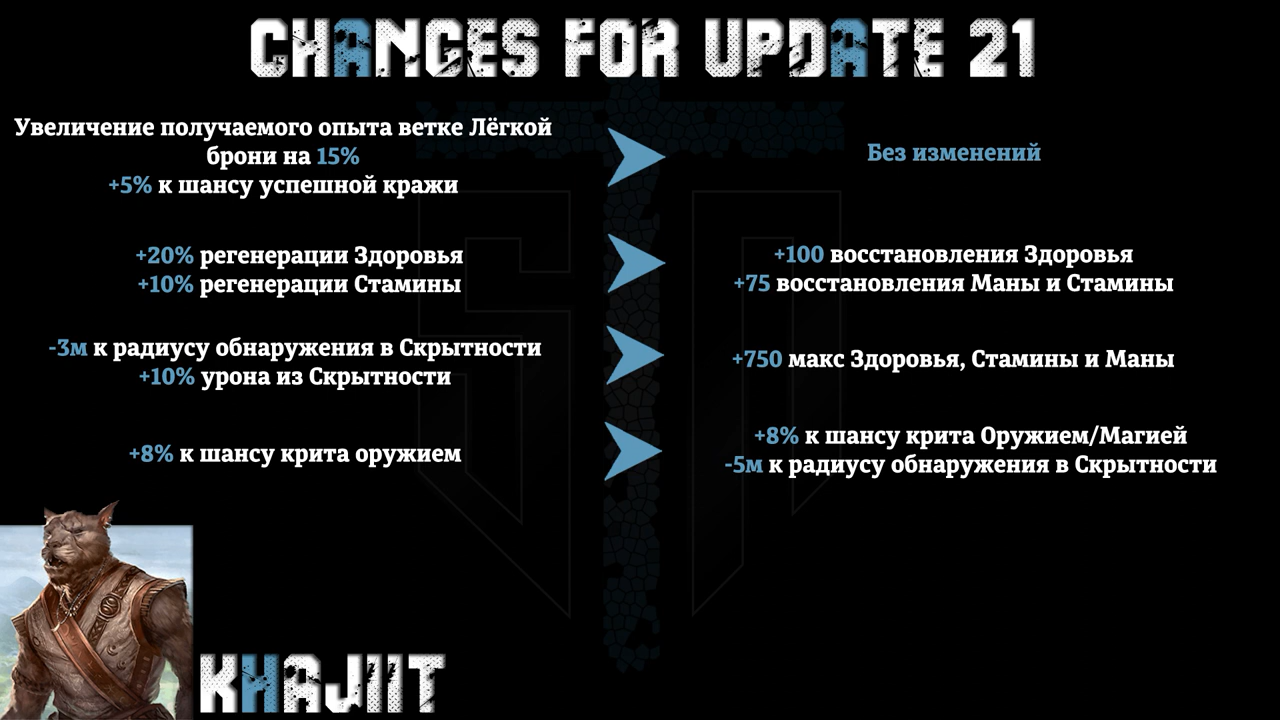 CHANGES FOR UPDATE 21
Увеличение получаемого опыта ветке Лёгкой
брони на 15%
+5% к шансу успешной кражи
Без изменений
+20% регенерации Здоровья
+10% регенерации Стамины
+100 восстановления Здоровья
+75 восстановления Маны и Стамины
-3м к радиусу обнаружения в Скрытности
+10% урона из Скрытности
+750 макс Здоровья, Стамины и Маны
+8% к шансу крита оружием
+8% к шансу крита Оружием/Магией
-5м к радиусу обнаружения в Скрытности
KHAJIIT